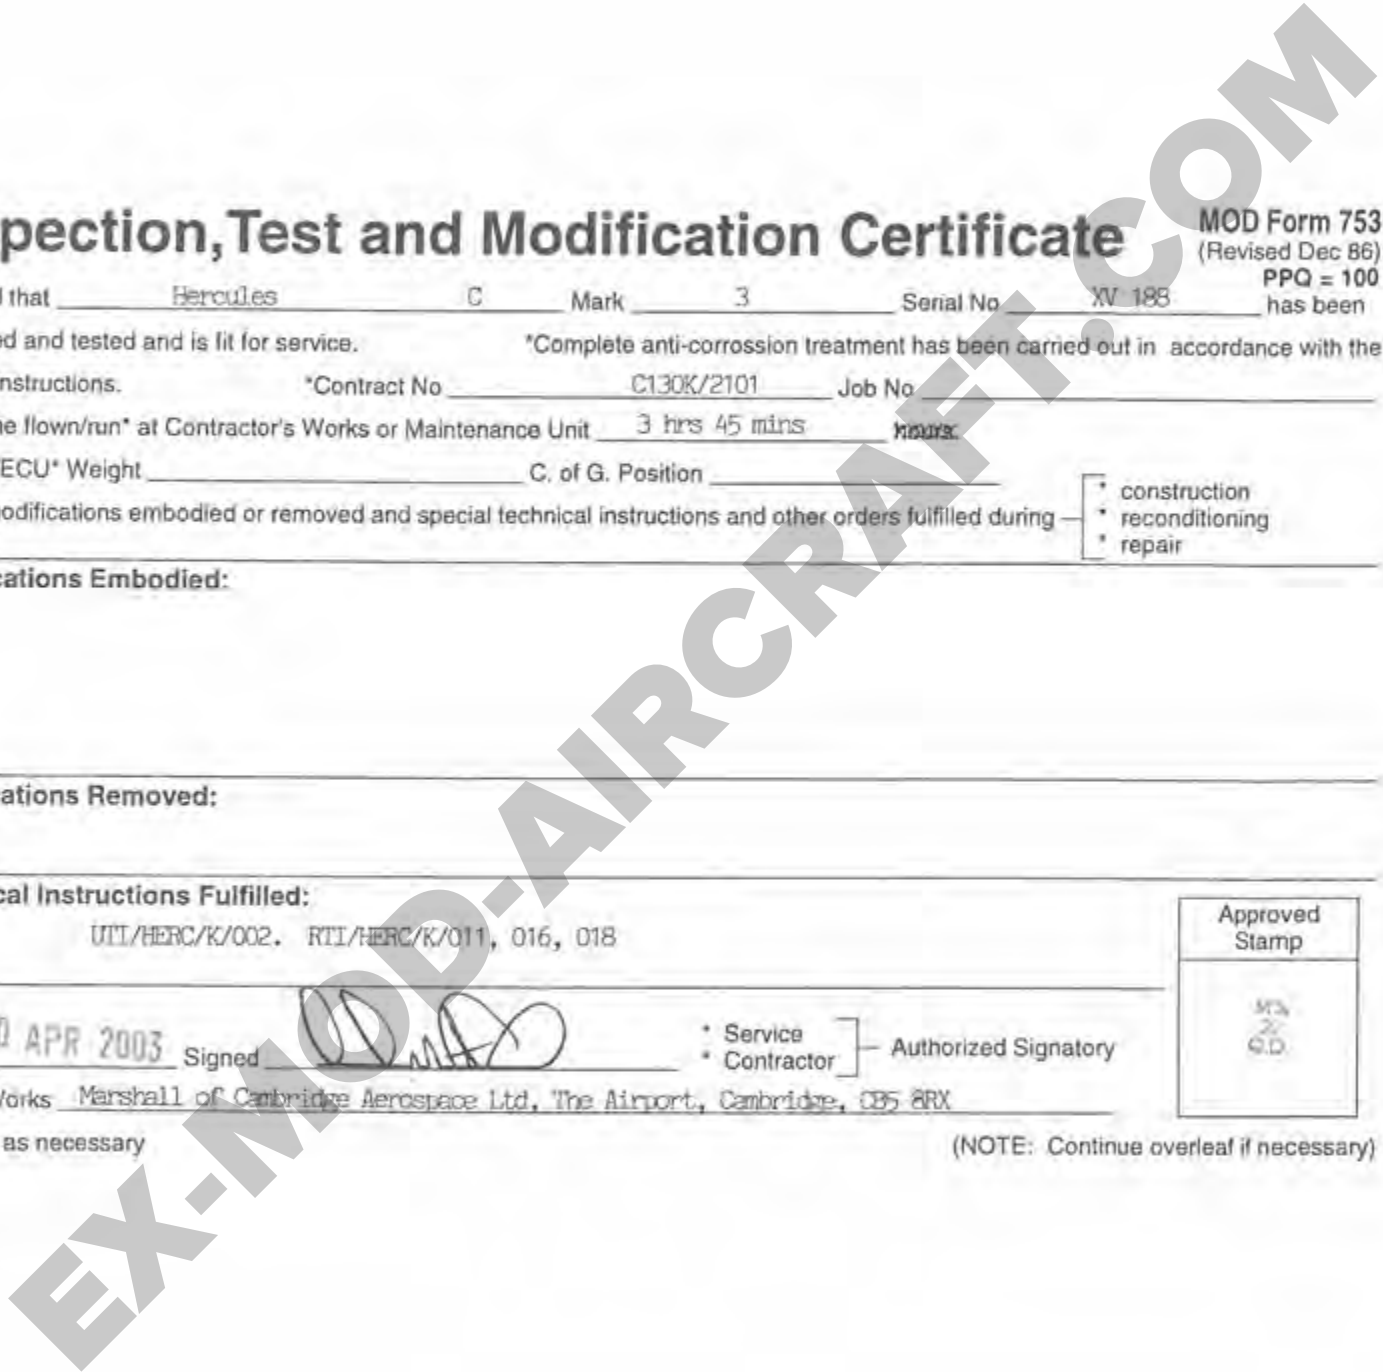 pection, Test and Modification Certificate
MOD Form 753
(Revised Dec 86)
PPQ = 100
that Hercules C Mark 3 Serial No XV 188 has been
ed and tested and is fit for service. *Complete anti-corrossion treatment has been carried out in accordance with the
nstructions. *Contract No C130K/2101 Job No
e flown/run* at Contractor's Works or Maintenance Unit 3 hrs 45 mins hours
ECU* Weight C. of G. Position
odifications embodied or removed and special technical instructions and other orders fulfilled during
* construction
* reconditioning
* repair
cations Embodied:
ations Removed:
cal Instructions Fulfilled:
UTI/HERC/K/002. RTI/HERC/K/011, 016, 018
Approved
Stamp
APR 2003 Signed
* Service
* Contractor
Authorized Signatory
Works Marshall of Cambridge Aerospace Ltd, The Airport, Cambridge, CB5 8RX
as necessary (NOTE: Continue overleaf if necessary)
EX-MOD-AIRCRAFT.COM